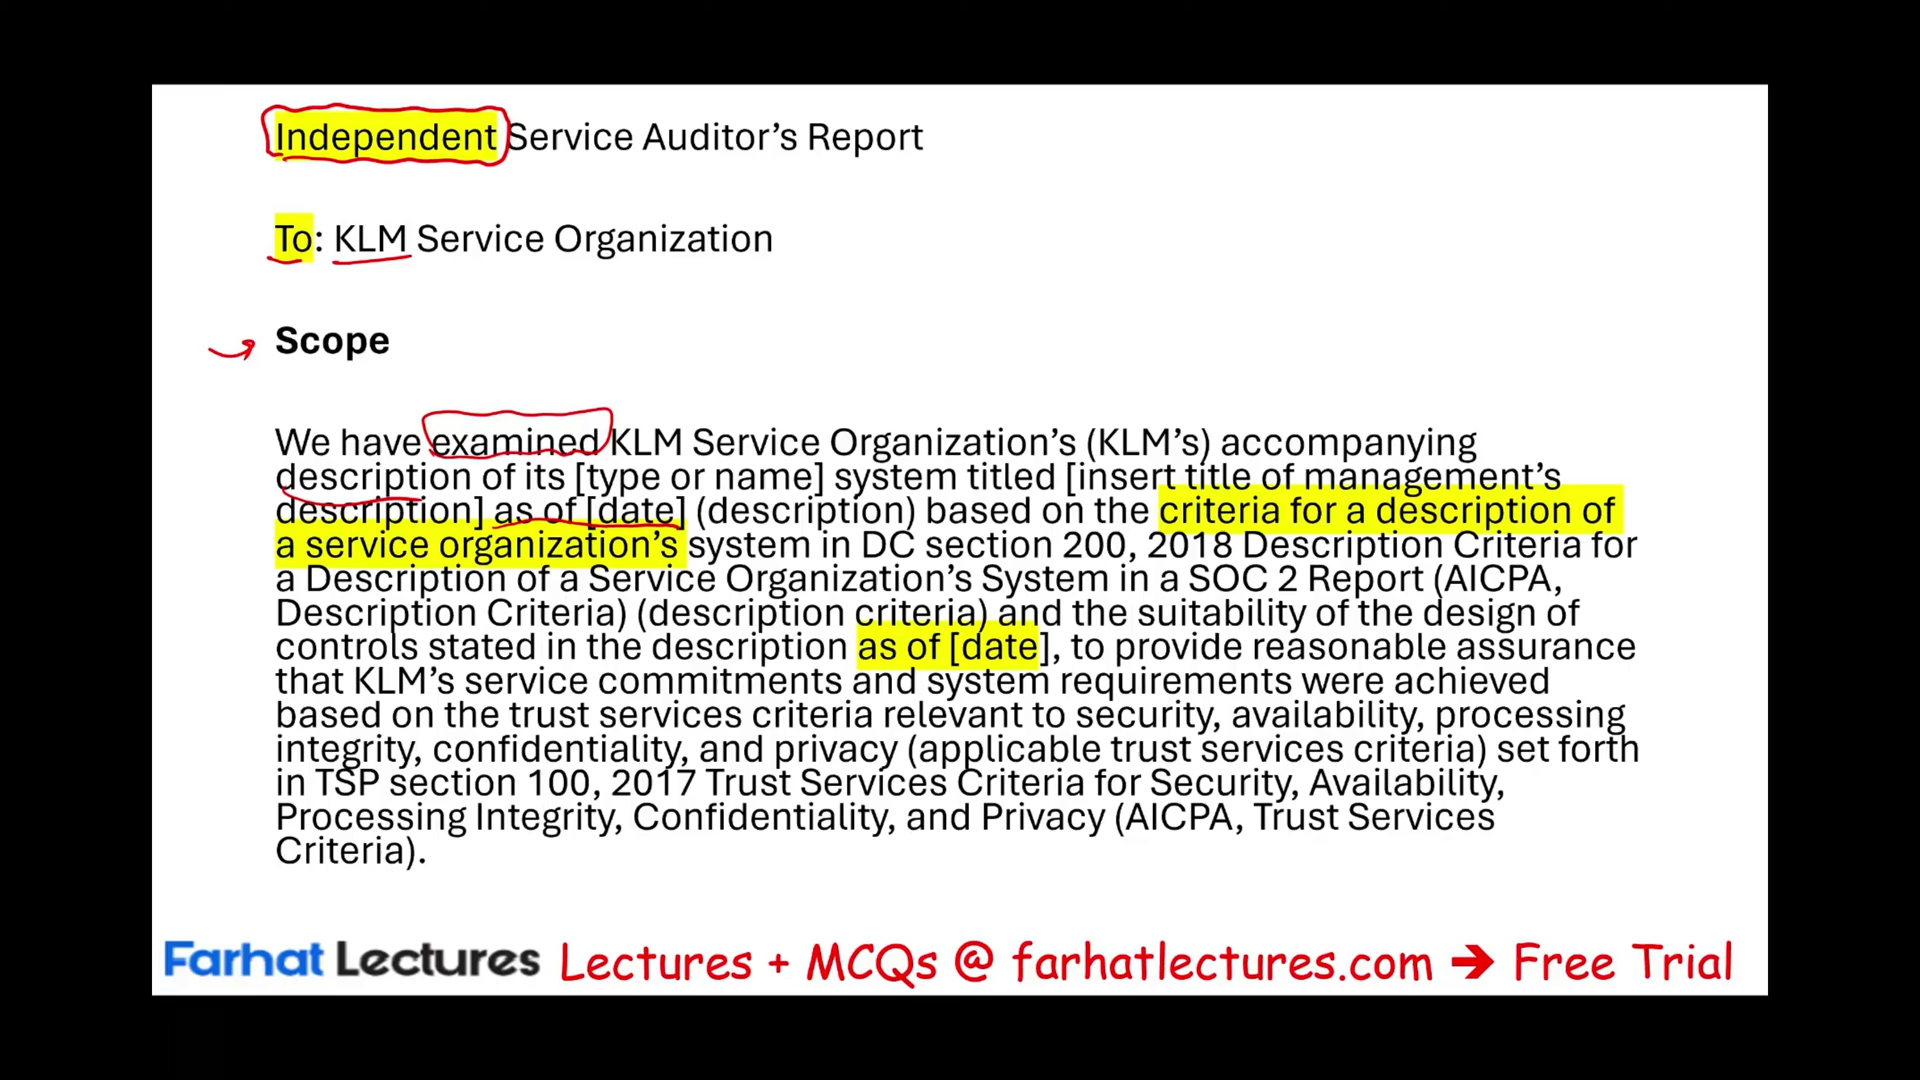 Independent Service Auditor’s Report
To: KLM Service Organization
Scope
We have examined KLM Service Organization’s (KLM’s) accompanying
description of its [type or name] system titled [insert title of management’s
description] as of [date] (description) based on the criteria for a description of
a service organization’s system in DC section 200, 2018 Description Criteria for
a Description of a Service Organization’s System in a SOC 2 Report (AICPA,
Description Criteria) (description criteria) and the suitability of the design of
controls stated in the description as of [date], to provide reasonable assurance
that KLM’s service commitments and system requirements were achieved
based on the trust services criteria relevant to security, availability, processing
integrity, confidentiality, and privacy (applicable trust services criteria) set forth
in TSP section 100, 2017 Trust Services Criteria for Security, Availability,
Processing Integrity, Confidentiality, and Privacy (AICPA, Trust Services
Criteria).
Farhat Lectures Lectures + MCQs @ farhatlectures.com → Free Trial